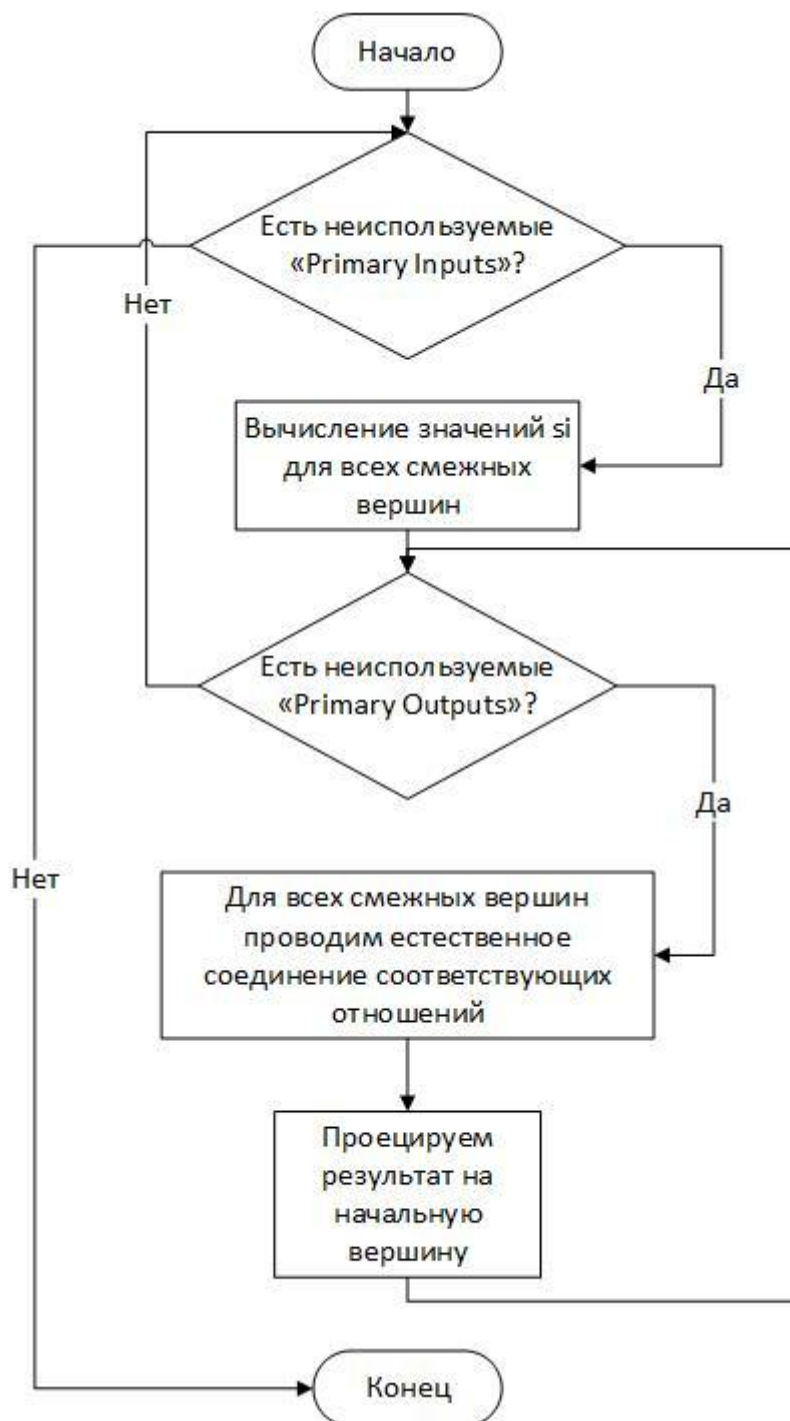 Начало
Есть неиспользуемые
«Primary Inputs»?
Нет
Да
Вычисление значений si
для всех смежных
вершин
Есть неиспользуемые
«Primary Outputs»?
Да
Нет
Для всех смежных вершин
проводим естественное
соединение соответствующих
отношений
Проецируем
результат на
начальную
вершину
Конец